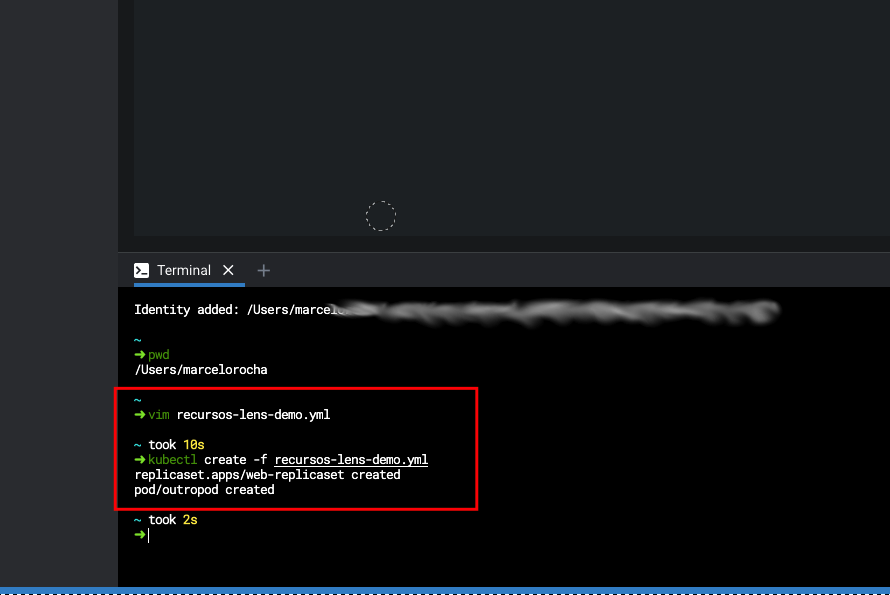 Terminal
Identity added: /Users/marcelo
~
➜ pwd
/Users/marcelorocha
~
➜ vim recursos-lens-demo.yml
~ took 10s
➜ kubectl create -f recursos-lens-demo.yml
replicaset.apps/web-replicaset created
pod/outropod created
~ took 2s
➜